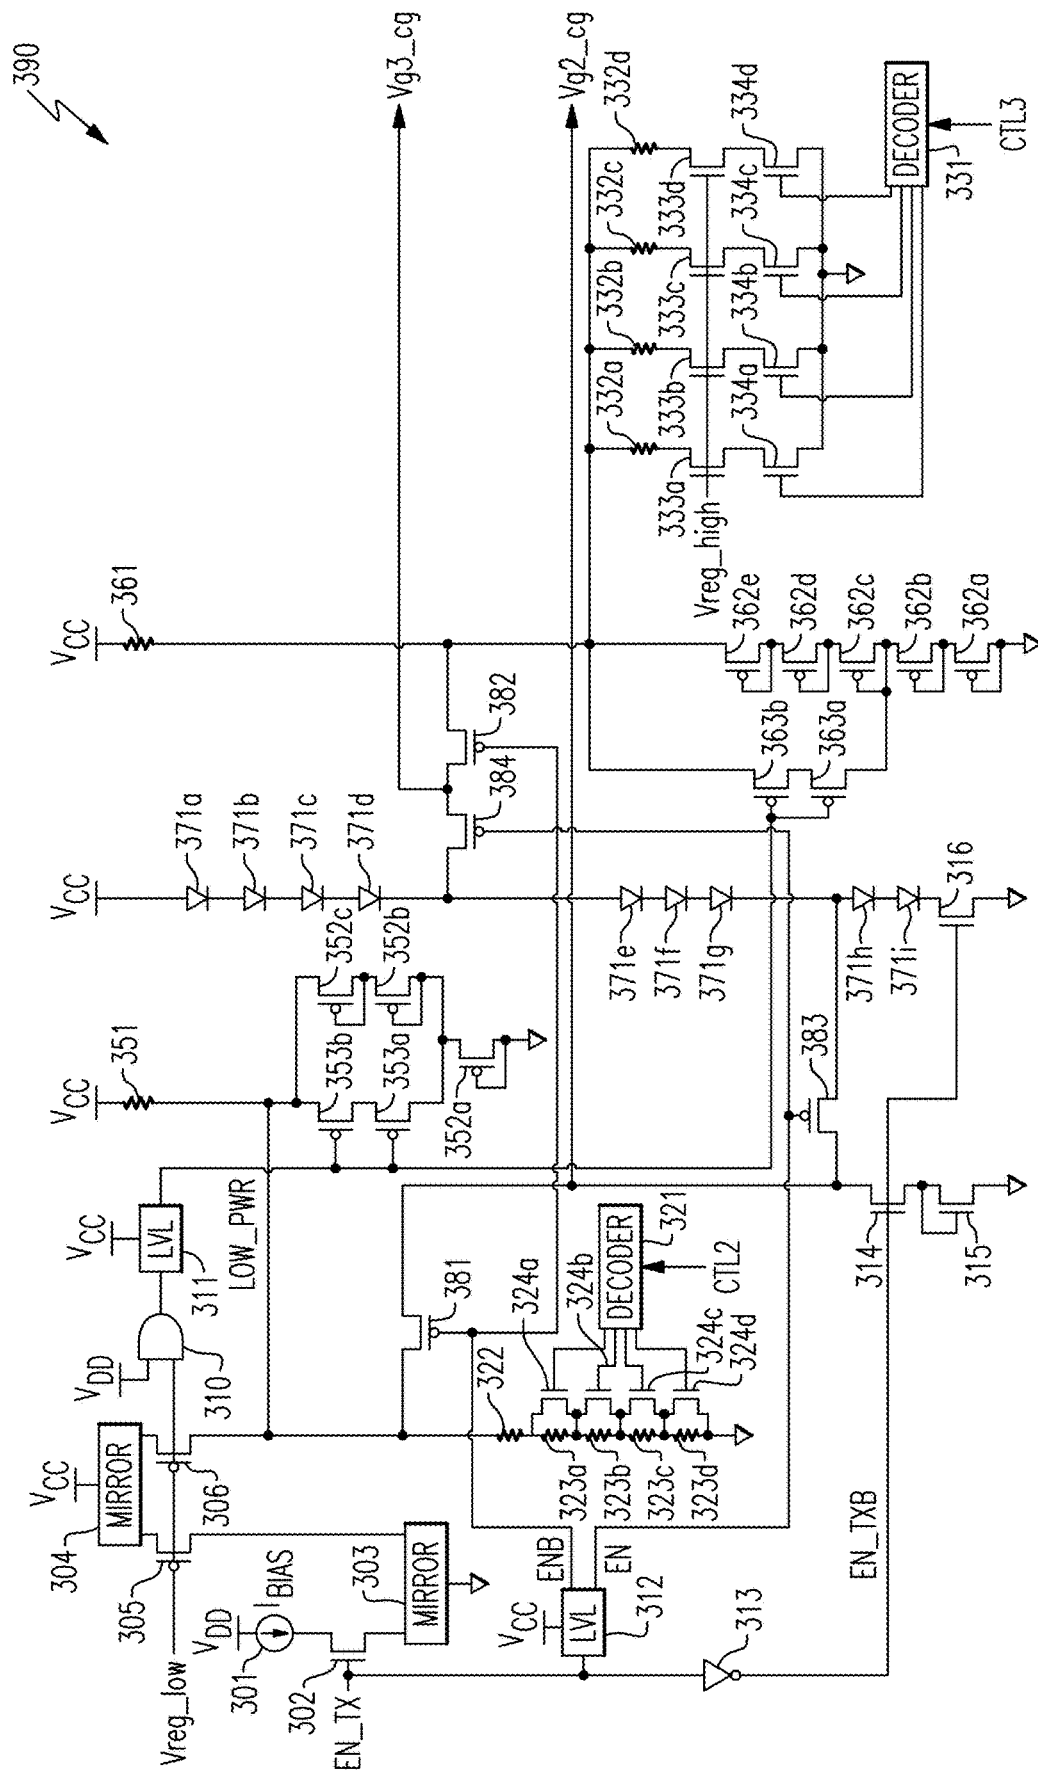 390
Vg3_cg
Vg2_cg
VCC
361
VCC
371a
371b
371c
371d
384
382
332a
332b
332c
332d
333a
333b
333c
333d
334a
334b
334c
334d
Vreg_high
DECODER
331
CTL3
VCC
351
352c
352b
353b
353a
352a
371e
371f
371g
371h
371i
316
383
363b
363a
362e
362d
362c
362b
362a
VCC
LVL
311
LOW_PWR
VDD
310
VCC
304
MIRROR
306
305
Vreg_low
VDD
301
IBIAS
302
303
MIRROR
EN_TX
381
322
323a
323b
323c
323d
324a
324b
324c
324d
DECODER
321
CTL2
314
315
VCC
LVL
312
ENB
EN
313
EN_TXB